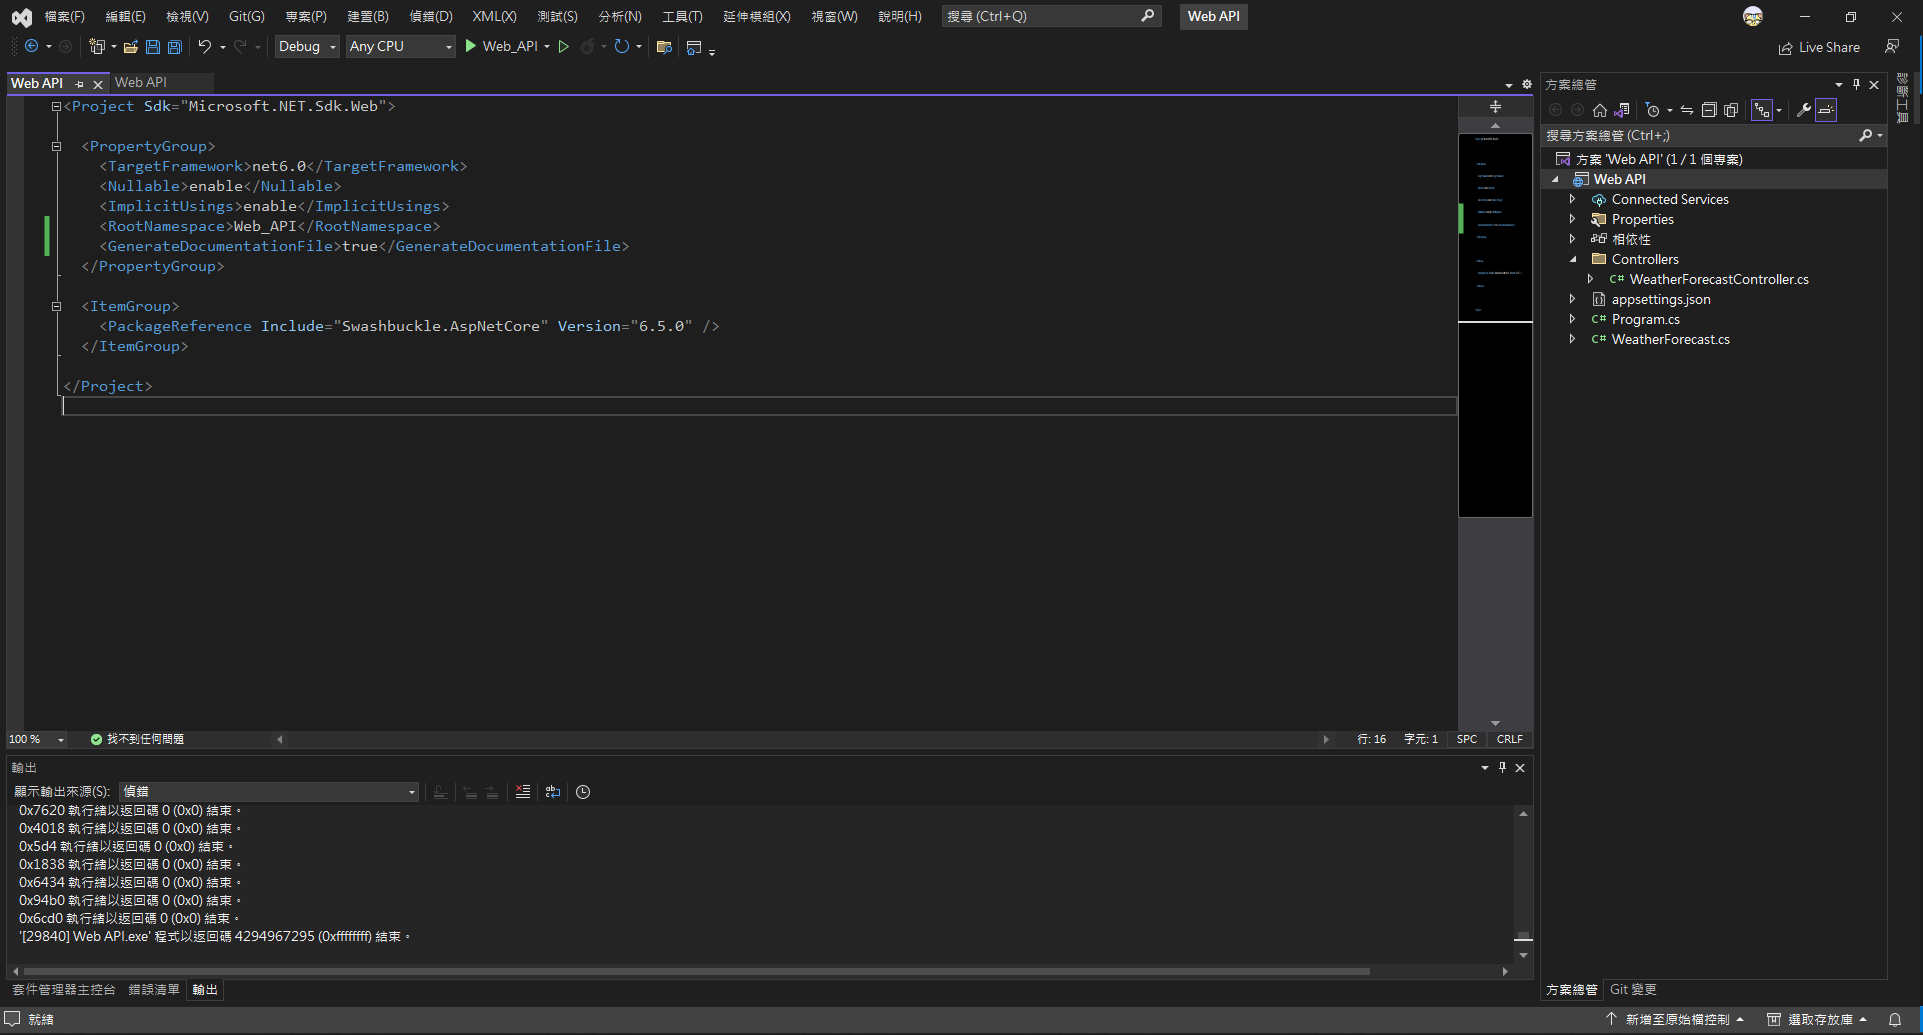 檔案(F) 編輯(E) 檢視(V) Git(G) 專案(P) 建置(B) 偵錯(D) XML(X) 測試(S) 分析(N) 工具(T) 延伸模組(X) 視窗(W) 說明(H) 搜尋 (Ctrl+Q) Web API
Debug Any CPU Web_API Live Share
Web API Web API
<Project Sdk="Microsoft.NET.Sdk.Web">
<PropertyGroup>
<TargetFramework>net6.0</TargetFramework>
<Nullable>enable</Nullable>
<ImplicitUsings>enable</ImplicitUsings>
<RootNamespace>Web_API</RootNamespace>
<GenerateDocumentationFile>true</GenerateDocumentationFile>
</PropertyGroup>
<ItemGroup>
<PackageReference Include="Swashbuckle.AspNetCore" Version="6.5.0" />
</ItemGroup>
</Project>
100 % 找不到任何問題 行: 16 字元: 1 SPC CRLF
輸出
顯示輸出來源(S): 偵錯
0x7620 執行緒以返回碼 0 (0x0) 結束。
0x4018 執行緒以返回碼 0 (0x0) 結束。
0x5d4 執行緒以返回碼 0 (0x0) 結束。
0x1838 執行緒以返回碼 0 (0x0) 結束。
0x6434 執行緒以返回碼 0 (0x0) 結束。
0x94b0 執行緒以返回碼 0 (0x0) 結束。
0x6cd0 執行緒以返回碼 0 (0x0) 結束。
'[29840] Web API.exe' 程式以返回碼 4294967295 (0xffffffff) 結束。
套件管理器主控台 錯誤清單 輸出
方案總管
搜尋方案總管 (Ctrl+;)
方案 'Web API' (1 / 1 個專案)
Web API
Connected Services
Properties
相依性
Controllers
C# WeatherForecastController.cs
appsettings.json
C# Program.cs
C# WeatherForecast.cs
方案總管 Git 變更
診斷工具
就緒 新增至原始檔控制 選取存放庫